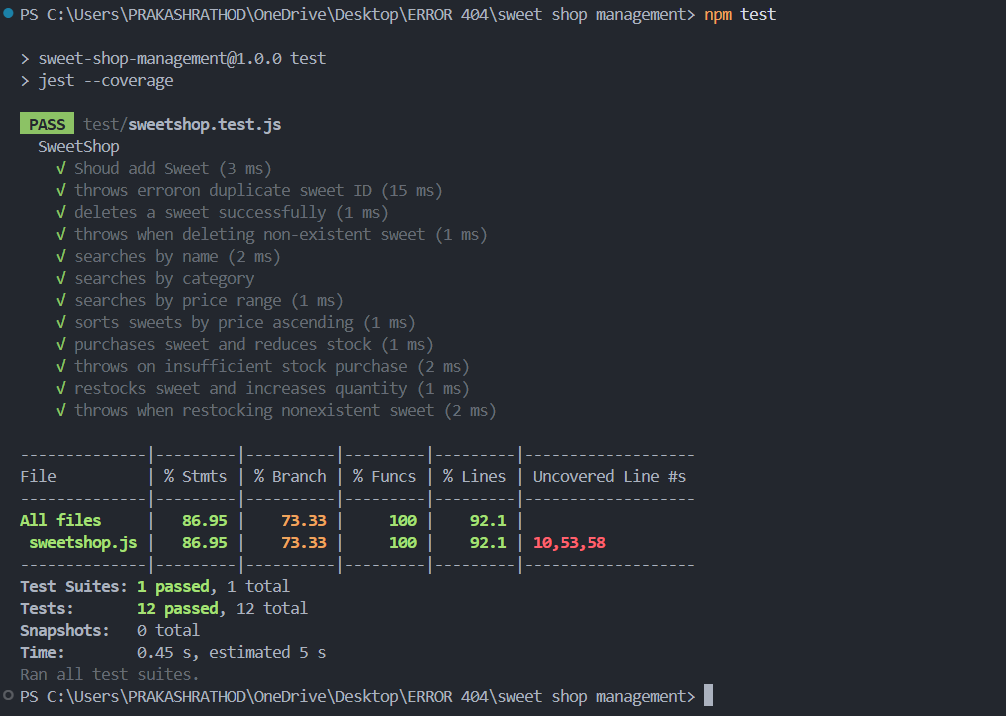 PS C:\Users\PRAKASHRATHOD\OneDrive\Desktop\ERROR 404\sweet shop management> npm test
> sweet-shop-management@1.0.0 test
> jest --coverage
PASS test/sweetshop.test.js
SweetShop
√ Shoud add Sweet (3 ms)
√ throws erroron duplicate sweet ID (15 ms)
√ deletes a sweet successfully (1 ms)
√ throws when deleting non-existent sweet (1 ms)
√ searches by name (2 ms)
√ searches by category
√ searches by price range (1 ms)
√ sorts sweets by price ascending (1 ms)
√ purchases sweet and reduces stock (1 ms)
√ throws on insufficient stock purchase (2 ms)
√ restocks sweet and increases quantity (1 ms)
√ throws when restocking nonexistent sweet (2 ms)
--------------|---------|----------|---------|---------|-------------------
File          | % Stmts | % Branch | % Funcs | % Lines | Uncovered Line #s
--------------|---------|----------|---------|---------|-------------------
All files     |   86.95 |    73.33 |     100 |    92.1 |
 sweetshop.js |   86.95 |    73.33 |     100 |    92.1 | 10,53,58
--------------|---------|----------|---------|---------|-------------------
Test Suites: 1 passed, 1 total
Tests:       12 passed, 12 total
Snapshots:   0 total
Time:        0.45 s, estimated 5 s
Ran all test suites.
PS C:\Users\PRAKASHRATHOD\OneDrive\Desktop\ERROR 404\sweet shop management>